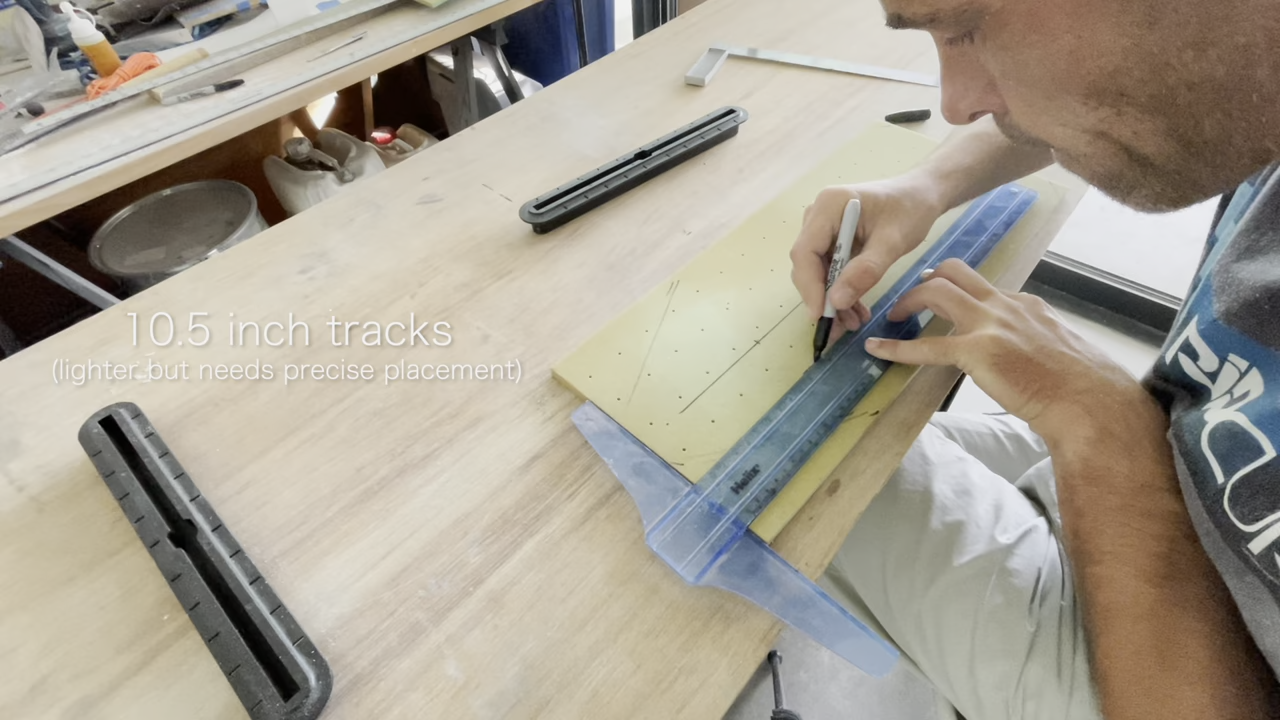 10.5 inch tracks
(lighter but needs precise placement)
Helix